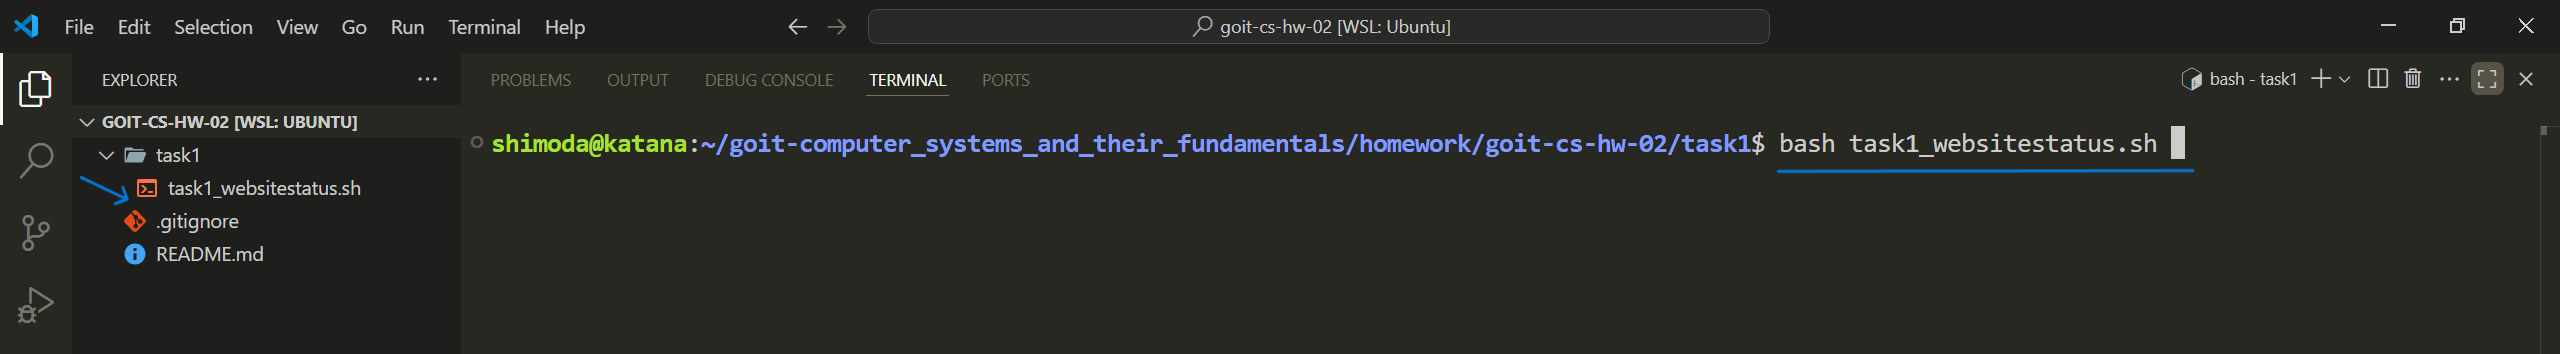 File Edit Selection View Go Run Terminal Help
goit-cs-hw-02 [WSL: Ubuntu]
EXPLORER
GOIT-CS-HW-02 [WSL: UBUNTU]
task1
task1_websitestatus.sh
.gitignore
README.md
PROBLEMS OUTPUT DEBUG CONSOLE TERMINAL PORTS
bash - task1
shimoda@katana:~/goit-computer_systems_and_their_fundamentals/homework/goit-cs-hw-02/task1$ bash task1_websitestatus.sh